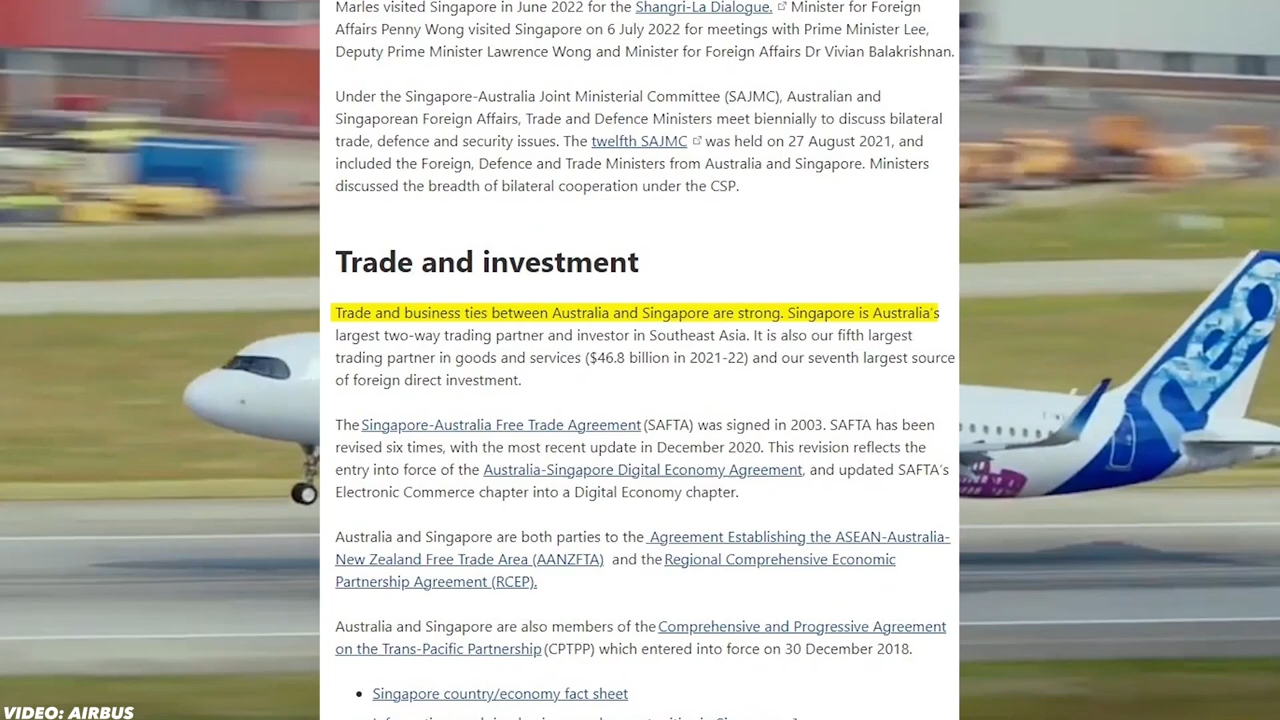 Marles visited Singapore in June 2022 for the Shangri-La Dialogue. Minister for Foreign
Affairs Penny Wong visited Singapore on 6 July 2022 for meetings with Prime Minister Lee,
Deputy Prime Minister Lawrence Wong and Minister for Foreign Affairs Dr Vivian Balakrishnan.
Under the Singapore-Australia Joint Ministerial Committee (SAJMC), Australian and
Singaporean Foreign Affairs, Trade and Defence Ministers meet biennially to discuss bilateral
trade, defence and security issues. The twelfth SAJMC was held on 27 August 2021, and
included the Foreign, Defence and Trade Ministers from Australia and Singapore. Ministers
discussed the breadth of bilateral cooperation under the CSP.
Trade and investment
Trade and business ties between Australia and Singapore are strong. Singapore is Australia's
largest two-way trading partner and investor in Southeast Asia. It is also our fifth largest
trading partner in goods and services ($46.8 billion in 2021-22) and our seventh largest source
of foreign direct investment.
The Singapore-Australia Free Trade Agreement (SAFTA) was signed in 2003. SAFTA has been
revised six times, with the most recent update in December 2020. This revision reflects the
entry into force of the Australia-Singapore Digital Economy Agreement, and updated SAFTA's
Electronic Commerce chapter into a Digital Economy chapter.
Australia and Singapore are both parties to the Agreement Establishing the ASEAN-Australia-
New Zealand Free Trade Area (AANZFTA) and the Regional Comprehensive Economic
Partnership Agreement (RCEP).
Australia and Singapore are also members of the Comprehensive and Progressive Agreement
on the Trans-Pacific Partnership (CPTPP) which entered into force on 30 December 2018.
• Singapore country/economy fact sheet
VIDEO: AIRBUS